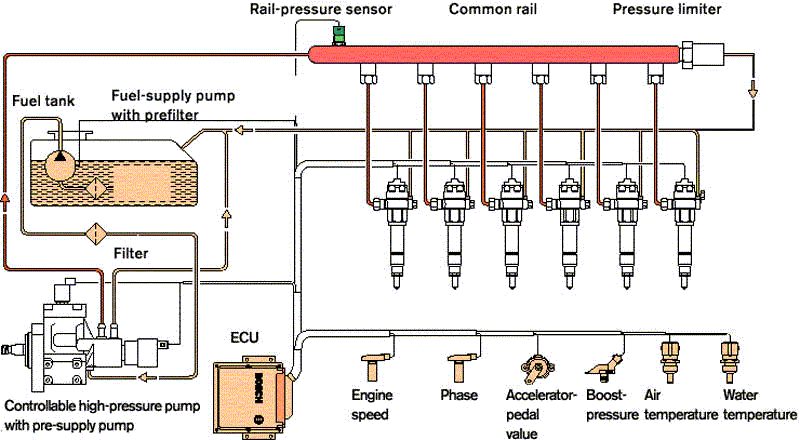 Rail-pressure sensor
Common rail
Pressure limiter
Fuel tank
Fuel-supply pump
with prefilter
Filter
ECU
BOSCH
Controllable high-pressure pump
with pre-supply pump
Engine
speed
Phase
Accelerator-
pedal
value
Boost-
pressure
Air
temperature
Water
temperature